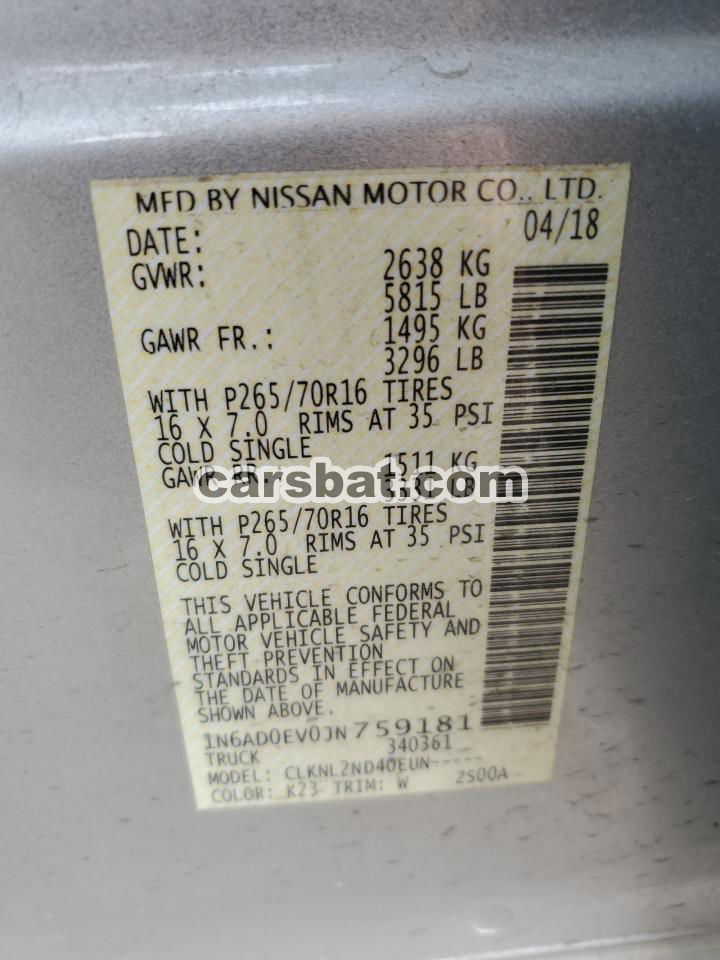 MFD BY NISSAN MOTOR CO., LTD.
DATE: 04/18
GVWR: 2638 KG
5815 LB
GAWR FR.: 1495 KG
3296 LB
WITH P265/70R16 TIRES
16 X 7.0 RIMS AT 35 PSI
COLD SINGLE
GAWR RR.: 1511 KG
LB
WITH P265/70R16 TIRES
16 X 7.0 RIMS AT 35 PSI
COLD SINGLE
THIS VEHICLE CONFORMS TO
ALL APPLICABLE FEDERAL
MOTOR VEHICLE SAFETY AND
THEFT PREVENTION
STANDARDS IN EFFECT ON
THE DATE OF MANUFACTURE
SHOWN ABOVE.
1N6AD0EV0JN759181
TRUCK 340361
MODEL: CLKNL2ND40EUN-----
COLOR: K23 TRIM: W ZS00A
carsbat.com